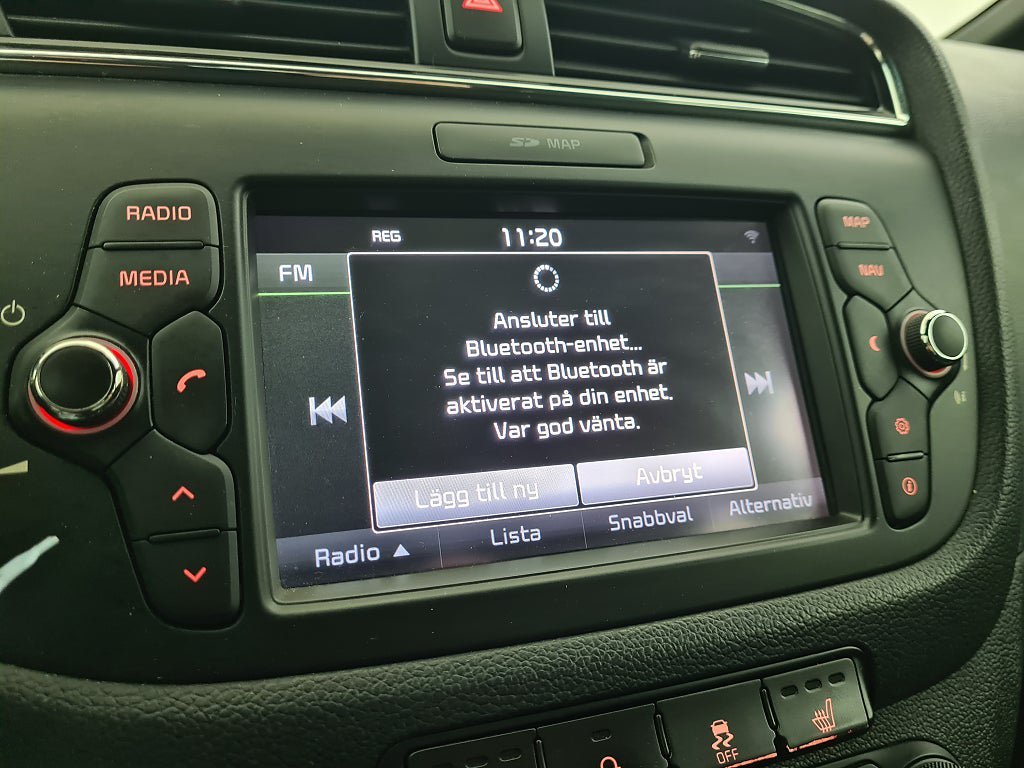 SD MAP
RADIO
MEDIA
REG 11:20
FM
Ansluter till
Bluetooth-enhet...
Se till att Bluetooth är
aktiverat på din enhet.
Var god vänta.
Lägg till ny
Avbryt
Radio ▲
Lista
Snabbval
Alternativ
MAP
NAV
OFF